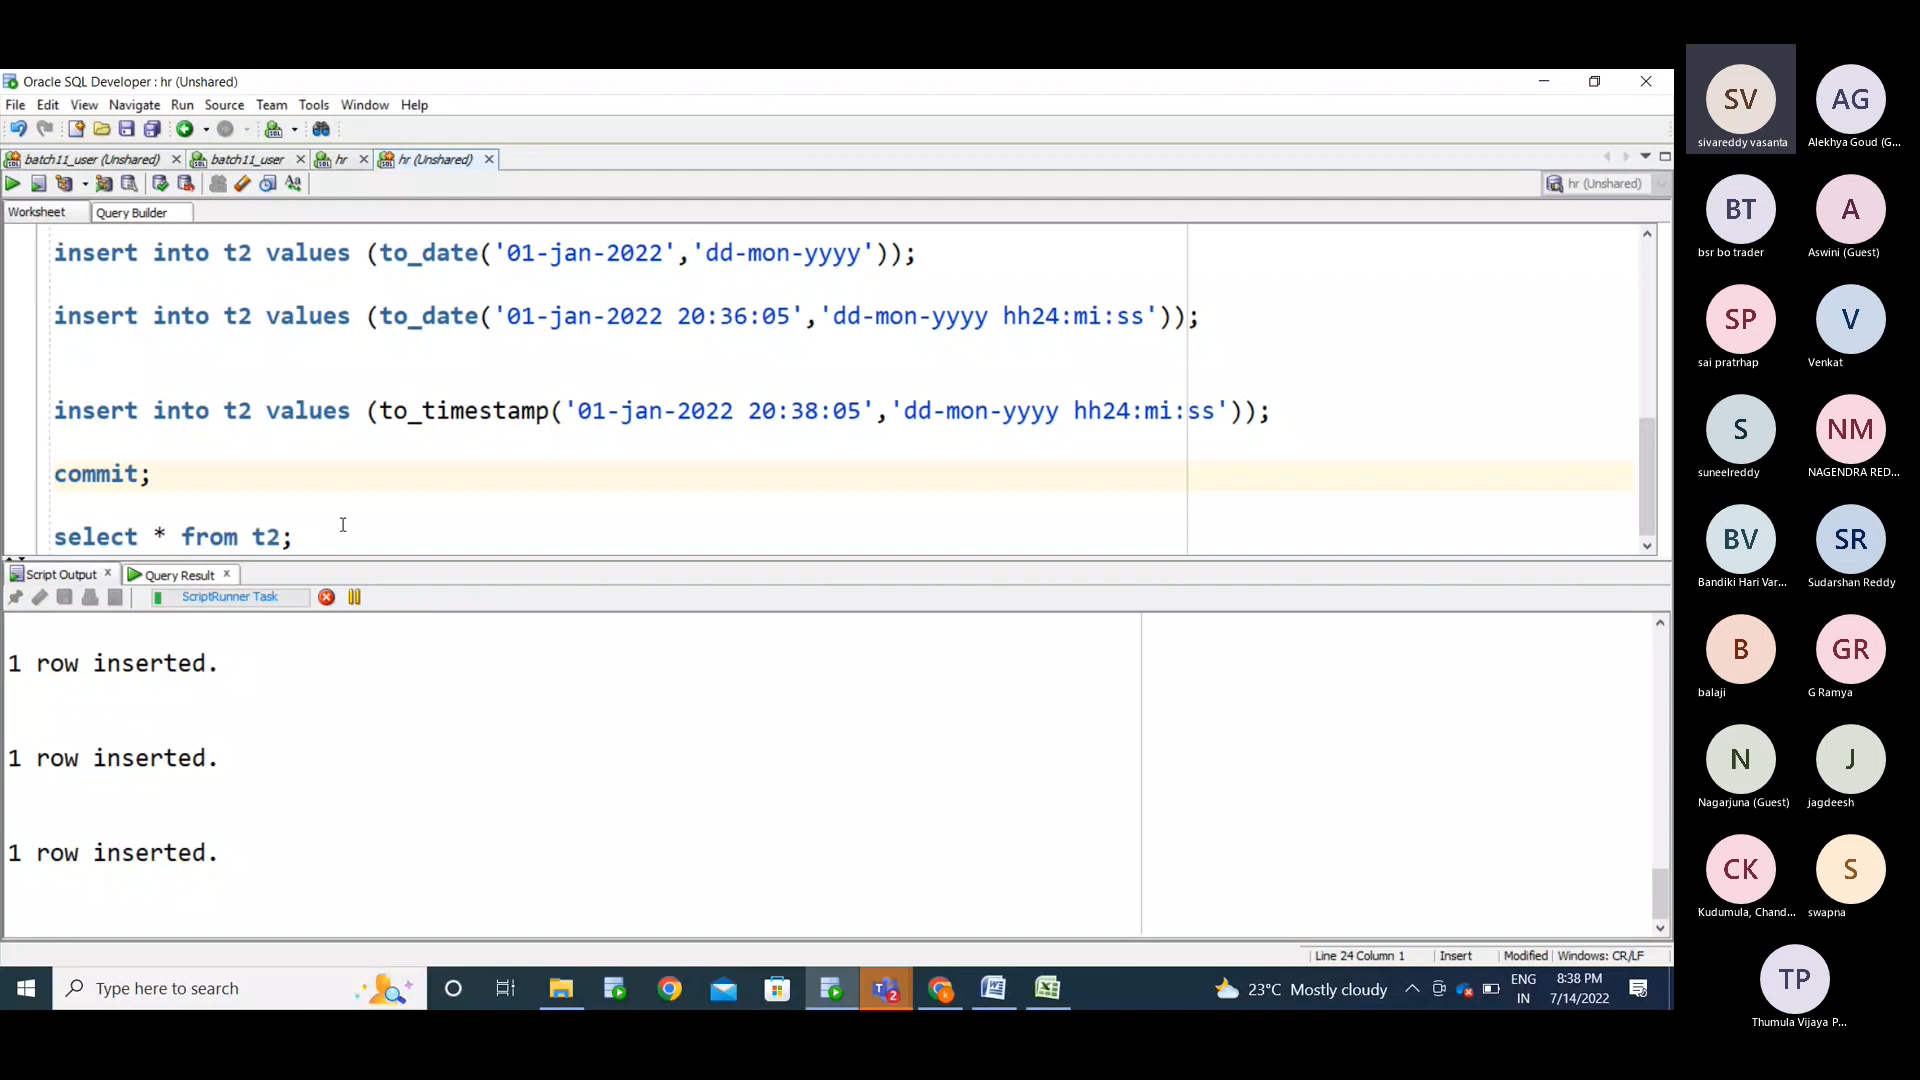 Oracle SQL Developer : hr (Unshared)
File Edit View Navigate Run Source Team Tools Window Help
batch11_user (Unshared) batch11_user hr hr (Unshared)
hr (Unshared)
Worksheet Query Builder
insert into t2 values (to_date('01-jan-2022','dd-mon-yyyy'));
insert into t2 values (to_date('01-jan-2022 20:36:05','dd-mon-yyyy hh24:mi:ss'));
insert into t2 values (to_timestamp('01-jan-2022 20:38:05','dd-mon-yyyy hh24:mi:ss'));
commit;
select * from t2;
Script Output Query Result
ScriptRunner Task
1 row inserted.
1 row inserted.
1 row inserted.
Line 24 Column 1 Insert Modified Windows: CR/LF
Type here to search
23°C Mostly cloudy
ENG
IN
8:38 PM
7/14/2022
SV AG
sivareddy vasanta Alekhya Goud (G...
BT A
bsr bo trader Aswini (Guest)
SP V
sai pratrhap Venkat
S NM
suneelreddy NAGENDRA RED...
BV SR
Bandiki Hari Var... Sudarshan Reddy
B GR
balaji G Ramya
N J
Nagarjuna (Guest) jagdeesh
CK S
Kudumula, Chand... swapna
TP
Thumula Vijaya P...